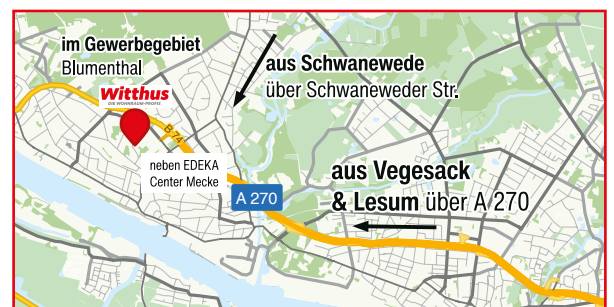 im Gewerbegebiet
Blumenthal
Witthus
DIE WOHNRAUM-PROFIS
aus Schwanewede
über Schwaneweder Str.
B 74
neben EDEKA
Center Mecke
A 270
aus Vegesack
& Lesum über A 270